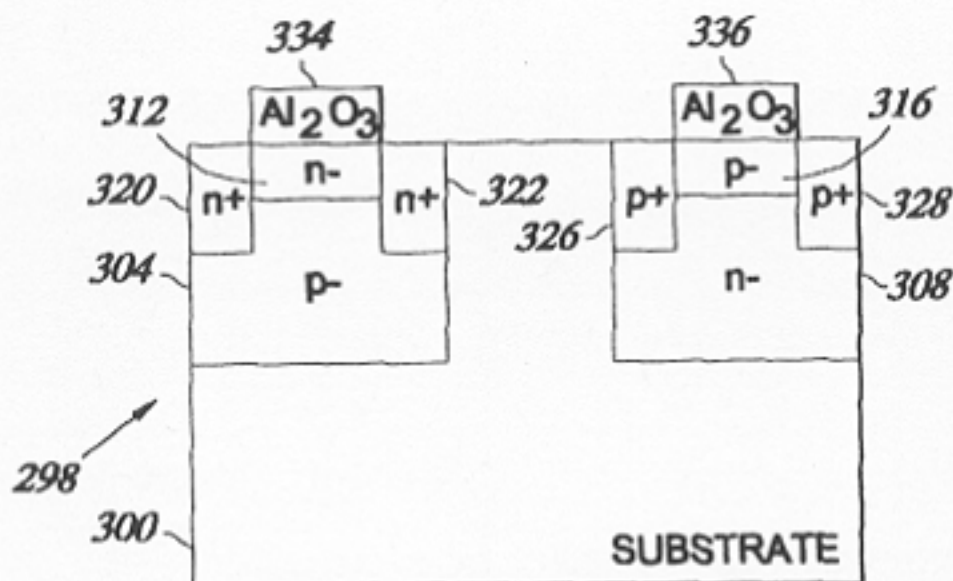 334
336
312
Al2O3
Al2O3
316
n-
p-
320
n+
n+
322
p+
p+
328
326
304
p-
n-
308
298
300
SUBSTRATE